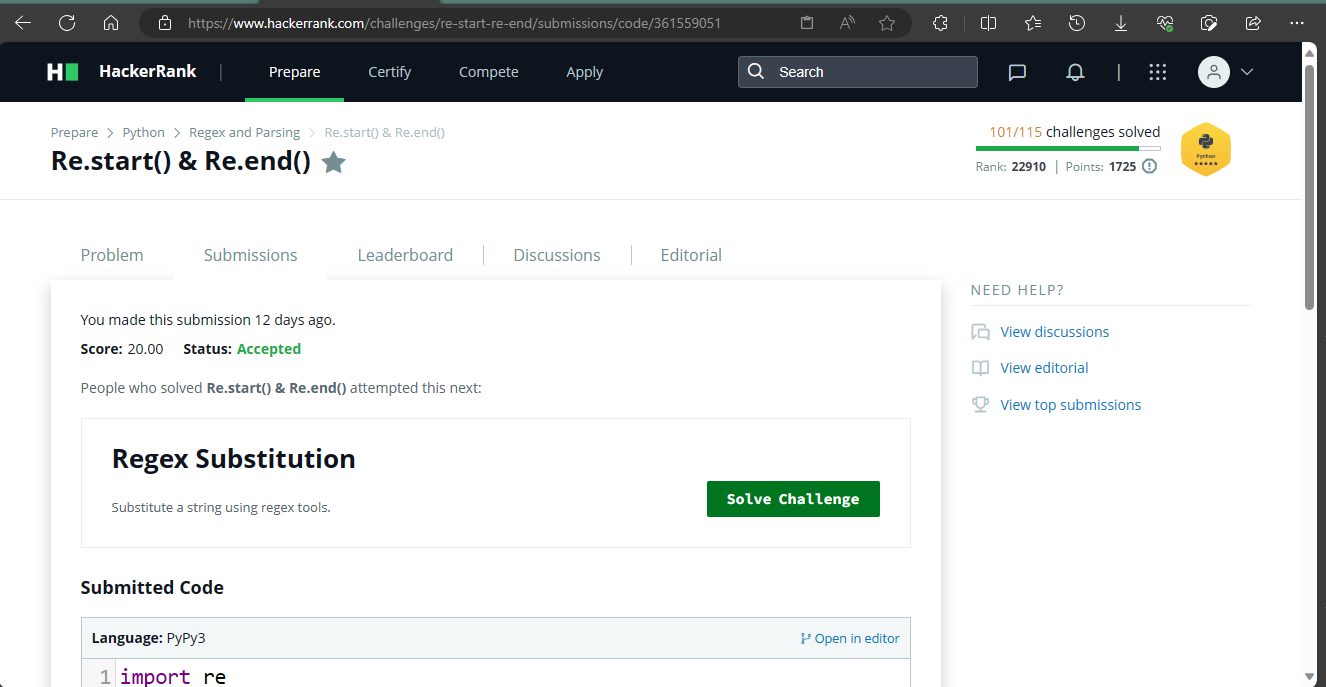 https://www.hackerrank.com/challenges/re-start-re-end/submissions/code/361559051
HackerRank | Prepare Certify Compete Apply Search
Prepare > Python > Regex and Parsing > Re.start() & Re.end()
Re.start() & Re.end()
101/115 challenges solved
Rank: 22910 | Points: 1725
Python
Problem Submissions Leaderboard Discussions Editorial
You made this submission 12 days ago.
Score: 20.00 Status: Accepted
People who solved Re.start() & Re.end() attempted this next:
Regex Substitution
Substitute a string using regex tools.
Solve Challenge
Submitted Code
Language: PyPy3 Open in editor
1 import re
NEED HELP?
View discussions
View editorial
View top submissions